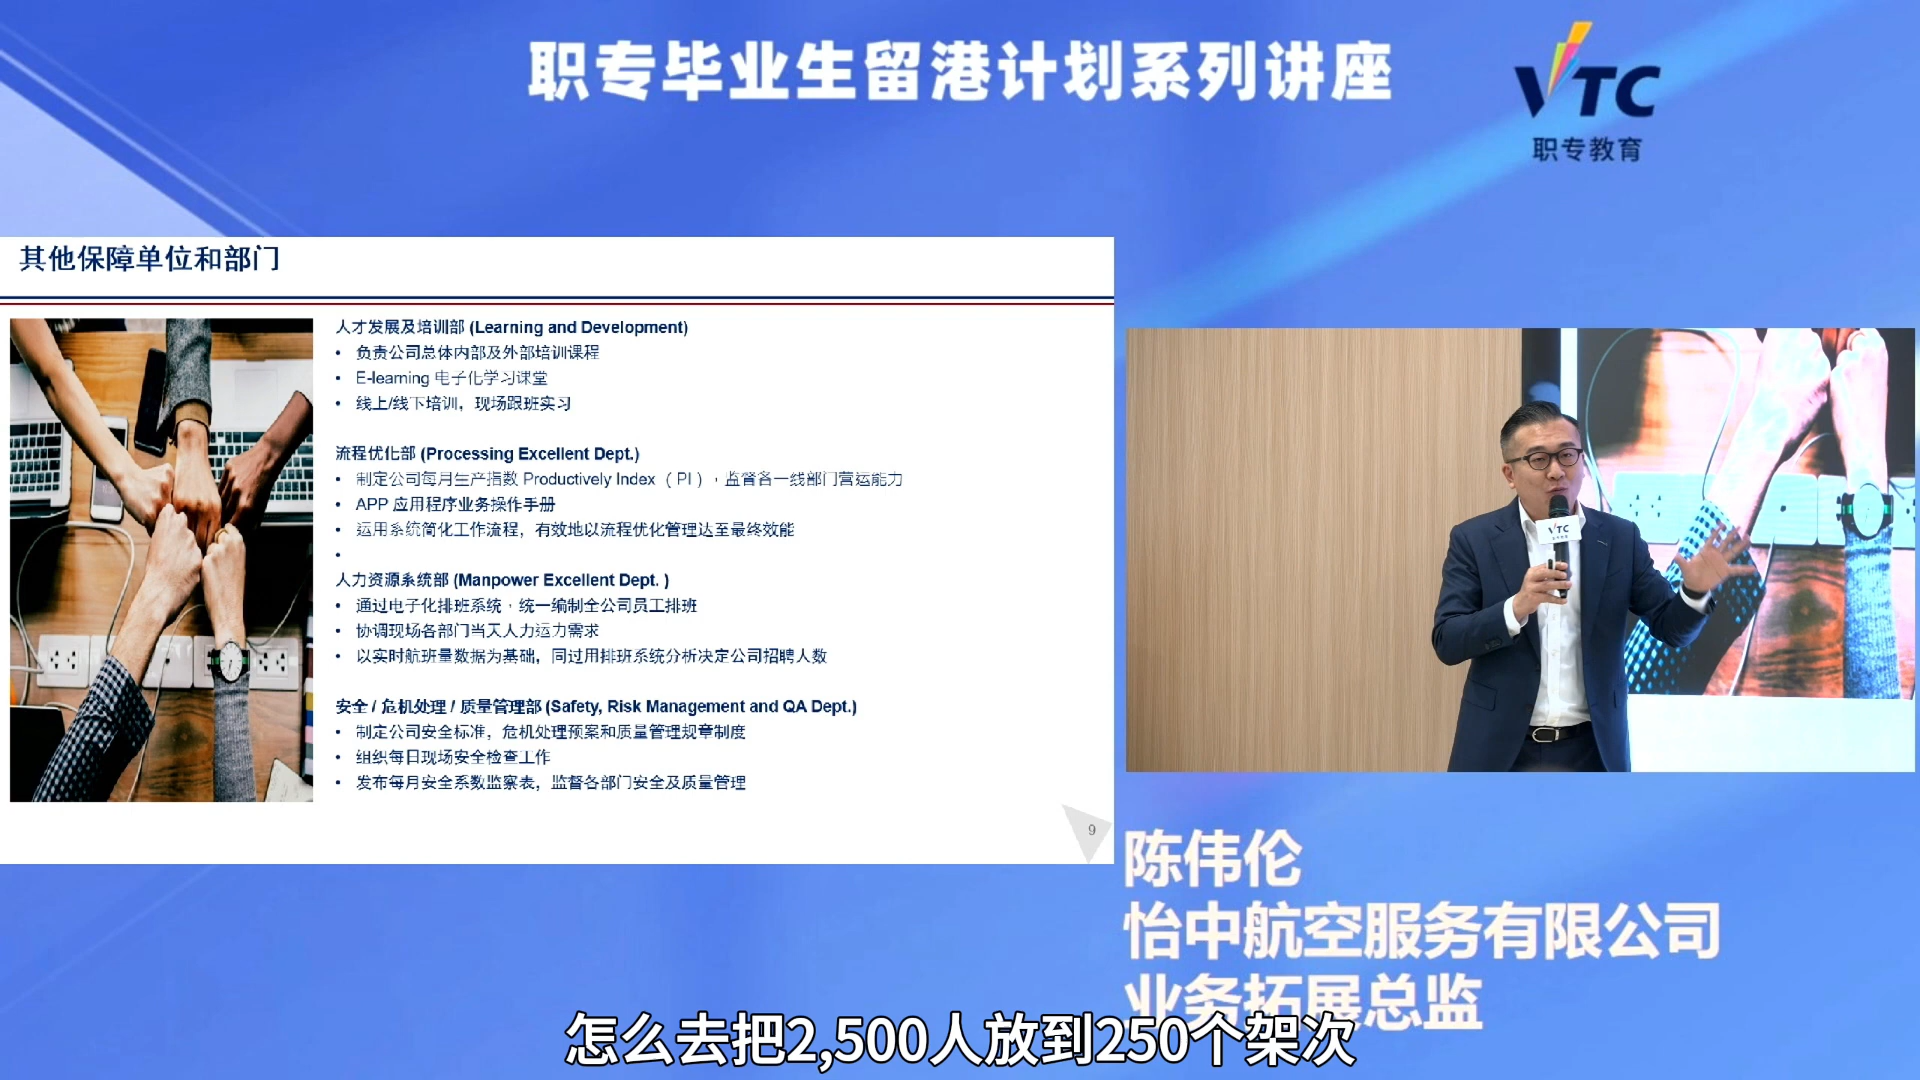 职专毕业生留港计划系列讲座
VTC
职专教育
其他保障单位和部门
人才发展及培训部 (Learning and Development)
• 负责公司总体内部及外部培训课程
• E-learning 电子化学习课堂
• 线上/线下培训，现场跟班实习
流程优化部 (Processing Excellent Dept.)
• 制定公司每月生产指数 Productively Index （ PI ），监督各一线部门营运能力
• APP 应用程序业务操作手册
• 运用系统简化工作流程，有效地以流程优化管理达至最终效能
•
人力资源系统部 (Manpower Excellent Dept. )
• 通过电子化排班系统，统一编制全公司员工排班
• 协调现场各部门当天人力运力需求
• 以实时航班量数据为基础，同过用排班系统分析决定公司招聘人数
安全 / 危机处理 / 质量管理部 (Safety, Risk Management and QA Dept.)
• 制定公司安全标准，危机处理预案和质量管理规章制度
• 组织每日现场安全检查工作
• 发布每月安全系数监察表，监督各部门安全及质量管理
9
VTC
陈伟伦
怡中航空服务有限公司
业务拓展总监
怎么去把2,500人放到250个架次